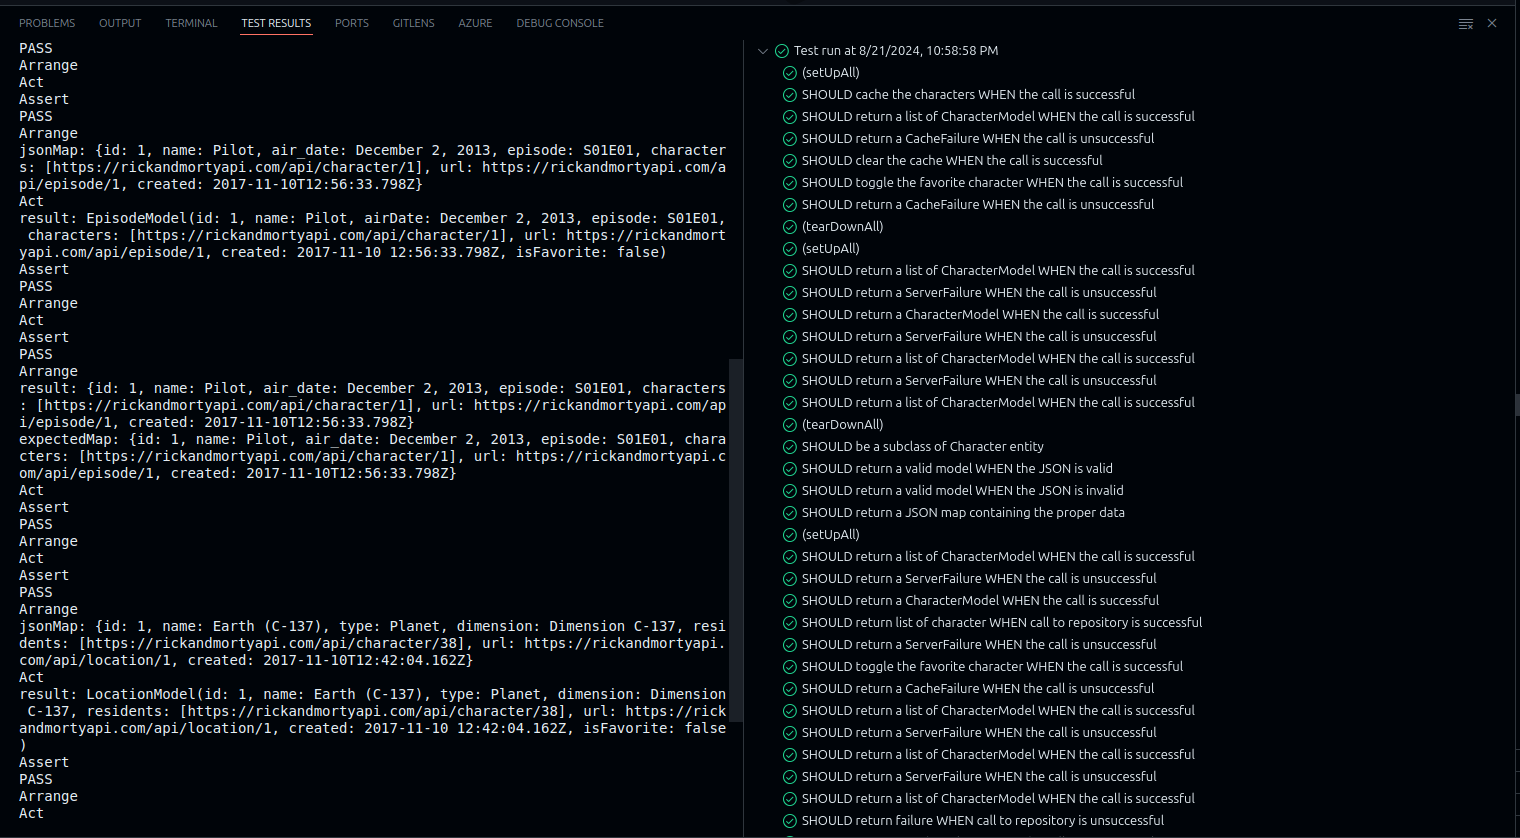 PROBLEMS OUTPUT TERMINAL TEST RESULTS PORTS GITLENS AZURE DEBUG CONSOLE
PASS
Arrange
Act
Assert
PASS
Arrange
jsonMap: {id: 1, name: Pilot, air_date: December 2, 2013, episode: S01E01, character
s: [https://rickandmortyapi.com/api/character/1], url: https://rickandmortyapi.com/a
pi/episode/1, created: 2017-11-10T12:56:33.798Z}
Act
result: EpisodeModel(id: 1, name: Pilot, airDate: December 2, 2013, episode: S01E01,
characters: [https://rickandmortyapi.com/api/character/1], url: https://rickandmort
yapi.com/api/episode/1, created: 2017-11-10 12:56:33.798Z, isFavorite: false)
Assert
PASS
Arrange
Act
Assert
PASS
Arrange
result: {id: 1, name: Pilot, air_date: December 2, 2013, episode: S01E01, characters
: [https://rickandmortyapi.com/api/character/1], url: https://rickandmortyapi.com/ap
i/episode/1, created: 2017-11-10T12:56:33.798Z}
expectedMap: {id: 1, name: Pilot, air_date: December 2, 2013, episode: S01E01, chara
cters: [https://rickandmortyapi.com/api/character/1], url: https://rickandmortyapi.c
om/api/episode/1, created: 2017-11-10T12:56:33.798Z}
Act
Assert
PASS
Arrange
Act
Assert
PASS
Arrange
jsonMap: {id: 1, name: Earth (C-137), type: Planet, dimension: Dimension C-137, resi
dents: [https://rickandmortyapi.com/api/character/38], url: https://rickandmortyapi.
com/api/location/1, created: 2017-11-10T12:42:04.162Z}
Act
result: LocationModel(id: 1, name: Earth (C-137), type: Planet, dimension: Dimension
C-137, residents: [https://rickandmortyapi.com/api/character/38], url: https://rick
andmortyapi.com/api/location/1, created: 2017-11-10 12:42:04.162Z, isFavorite: false
)
Assert
PASS
Arrange
Act
Test run at 8/21/2024, 10:58:58 PM
(setUpAll)
SHOULD cache the characters WHEN the call is successful
SHOULD return a list of CharacterModel WHEN the call is successful
SHOULD return a CacheFailure WHEN the call is unsuccessful
SHOULD clear the cache WHEN the call is successful
SHOULD toggle the favorite character WHEN the call is successful
SHOULD return a CacheFailure WHEN the call is unsuccessful
(tearDownAll)
(setUpAll)
SHOULD return a list of CharacterModel WHEN the call is successful
SHOULD return a ServerFailure WHEN the call is unsuccessful
SHOULD return a CharacterModel WHEN the call is successful
SHOULD return a ServerFailure WHEN the call is unsuccessful
SHOULD return a list of CharacterModel WHEN the call is successful
SHOULD return a ServerFailure WHEN the call is unsuccessful
SHOULD return a list of CharacterModel WHEN the call is successful
(tearDownAll)
SHOULD be a subclass of Character entity
SHOULD return a valid model WHEN the JSON is valid
SHOULD return a valid model WHEN the JSON is invalid
SHOULD return a JSON map containing the proper data
(setUpAll)
SHOULD return a list of CharacterModel WHEN the call is successful
SHOULD return a ServerFailure WHEN the call is unsuccessful
SHOULD return a CharacterModel WHEN the call is successful
SHOULD return list of character WHEN call to repository is successful
SHOULD return a ServerFailure WHEN the call is unsuccessful
SHOULD toggle the favorite character WHEN the call is successful
SHOULD return a CacheFailure WHEN the call is unsuccessful
SHOULD return a list of CharacterModel WHEN the call is successful
SHOULD return a ServerFailure WHEN the call is unsuccessful
SHOULD return a list of CharacterModel WHEN the call is successful
SHOULD return a ServerFailure WHEN the call is unsuccessful
SHOULD return a list of CharacterModel WHEN the call is successful
SHOULD return failure WHEN call to repository is unsuccessful